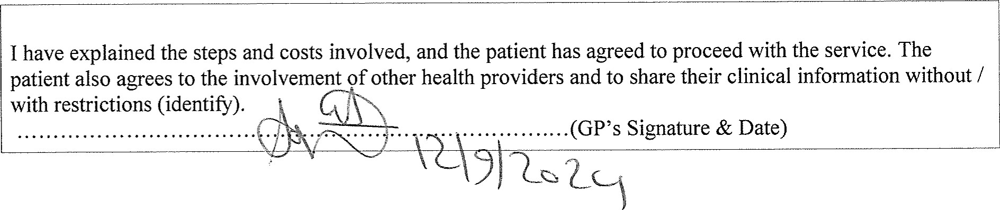 I have explained the steps and costs involved, and the patient has agreed to proceed with the service. The
patient also agrees to the involvement of other health providers and to share their clinical information without /
with restrictions (identify).
(GP's Signature & Date)
12/9/2024